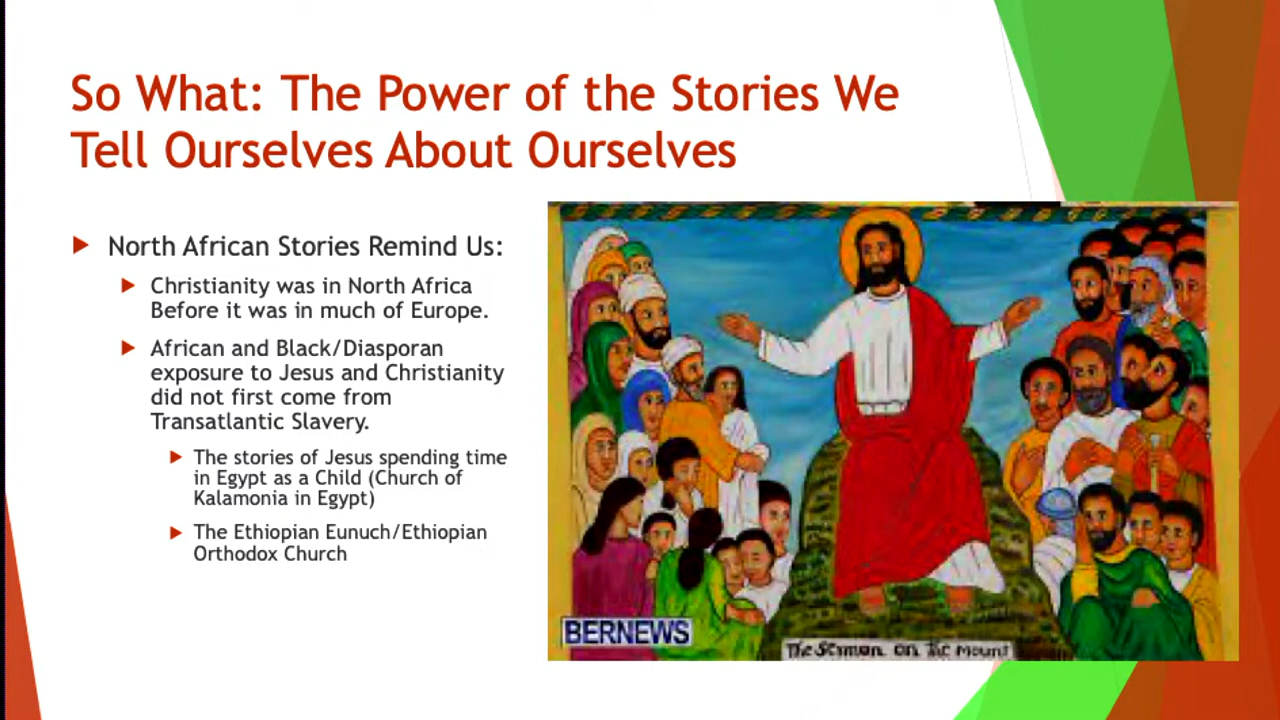 So What: The Power of the Stories We
Tell Ourselves About Ourselves
North African Stories Remind Us:
Christianity was in North Africa
Before it was in much of Europe.
African and Black/Diasporan
exposure to Jesus and Christianity
did not first come from
Transatlantic Slavery.
The stories of Jesus spending time
in Egypt as a Child (Church of
Kalamonia in Egypt)
The Ethiopian Eunuch/Ethiopian
Orthodox Church
BERNEWS
The Sermon on The Mount